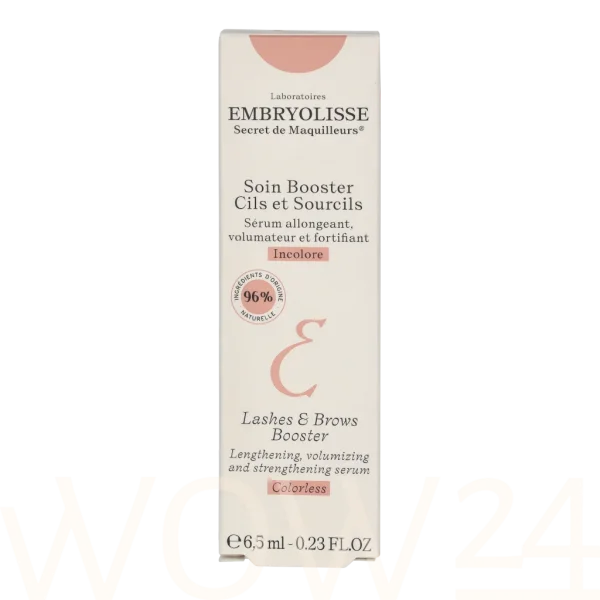 Laboratoires
EMBRYOLISSE
Secret de Maquilleurs®
Soin Booster
Cils et Sourcils
Sérum allongeant,
volumateur et fortifiant
Incolore
INGRÉDIENTS D'ORIGINE
96%
NATURELLE
ε
Lashes & Brows
Booster
Lengthening, volumizing
and strengthening serum
Colorless
℮6,5 ml - 0.23 FL.OZ
WOW24